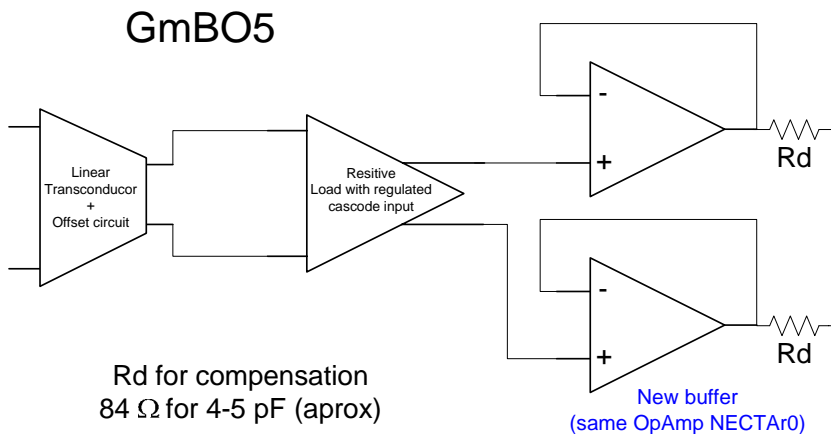 GmBO5
Linear
Transconducor
+
Offset circuit
Resitive
Load with regulated
cascode input
-
+
Rd
-
+
Rd
Rd for compensation
84 Ω for 4-5 pF (aprox)
New buffer
(same OpAmp NECTAr0)